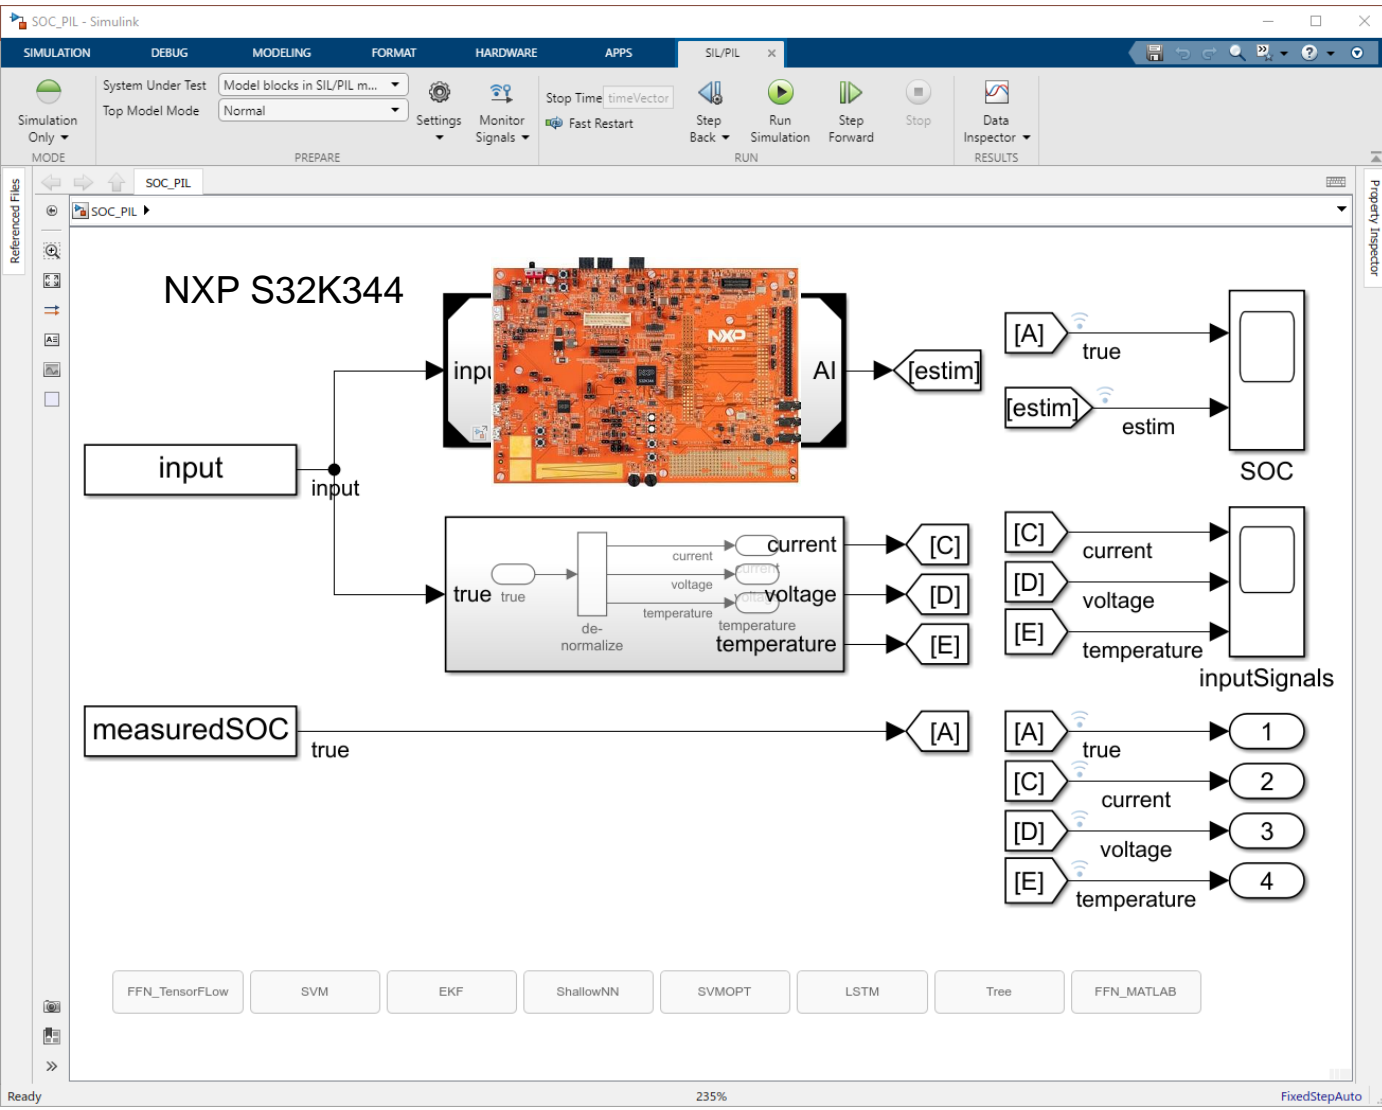 SOC_PIL - Simulink
SIMULATION DEBUG MODELING FORMAT HARDWARE APPS SIL/PIL
System Under Test Model blocks in SIL/PIL m...
Top Model Mode Normal
Simulation Only
Settings
Monitor Signals
Stop Time timeVector
Fast Restart
Step Back
Run Simulation
Step Forward
Stop
Data Inspector
MODE PREPARE RUN RESULTS
Referenced Files
Property Inspector
SOC_PIL
SOC_PIL
NXP S32K344
NXP
input
input
AI
[estim]
[A] true
[estim] estim
SOC
true
true
de-
normalize
current
voltage
temperature
current
voltage
temperature
current
voltage
temperature
[C]
[D]
[E]
[C] current
[D] voltage
[E] temperature
inputSignals
measuredSOC
true
[A]
[A] true 1
[C] current 2
[D] voltage 3
[E] temperature 4
FFN_TensorFLow SVM EKF ShallowNN SVMOPT LSTM Tree FFN_MATLAB
Ready 235% FixedStepAuto